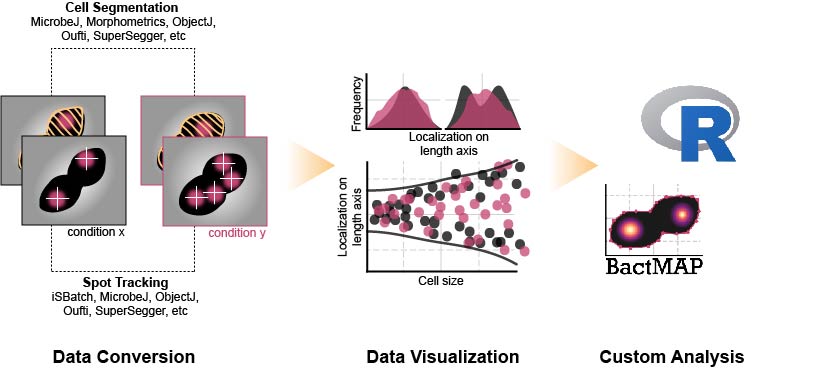 Cell Segmentation
MicrobeJ, Morphometrics, ObjectJ,
Oufti, SuperSegger, etc
condition x
condition y
Spot Tracking
iSBatch, MicrobeJ, ObjectJ,
Oufti, SuperSegger, etc
Data Conversion
Frequency
Localization on
length axis
Localization on
length axis
Cell size
Data Visualization
R
BactMAP
Custom Analysis